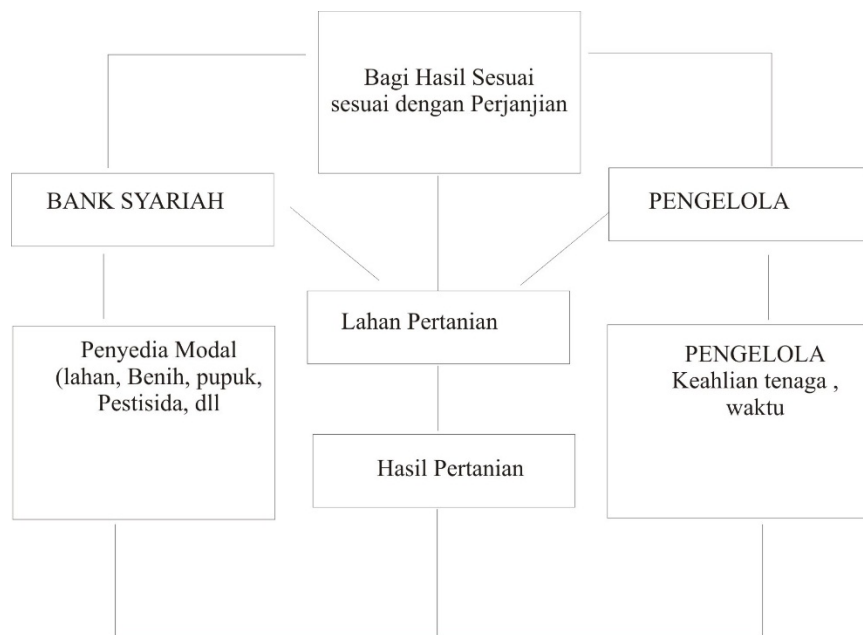 Bagi Hasil Sesuai
sesuai dengan Perjanjian
BANK SYARIAH
PENGELOLA
Lahan Pertanian
Penyedia Modal
(lahan, Benih, pupuk,
Pestisida, dll
PENGELOLA
Keahlian tenaga ,
waktu
Hasil Pertanian